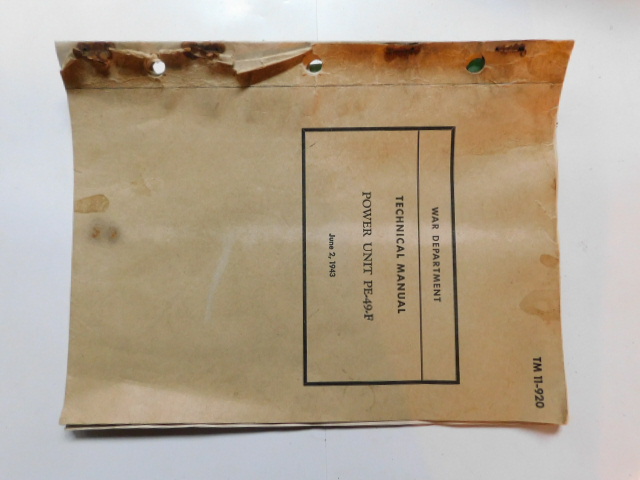 TM 11-920
WAR DEPARTMENT
TECHNICAL MANUAL
POWER UNIT PE-49-F
June 2, 1943